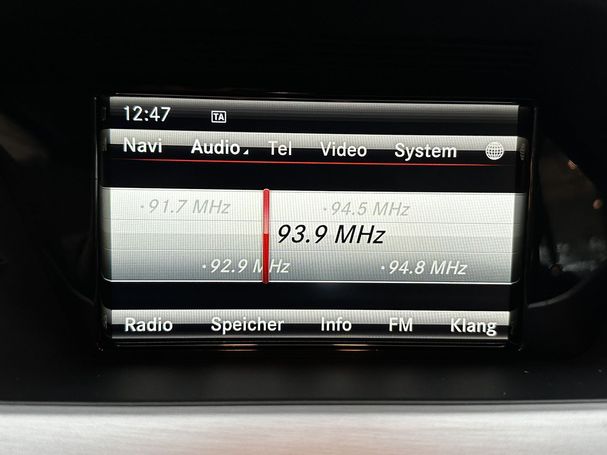 12:47 TA
Navi Audio Tel Video System
·91.7 MHz ·94.5 MHz
93.9 MHz
·92.9 MHz ·94.8 MHz
Radio Speicher Info FM Klang